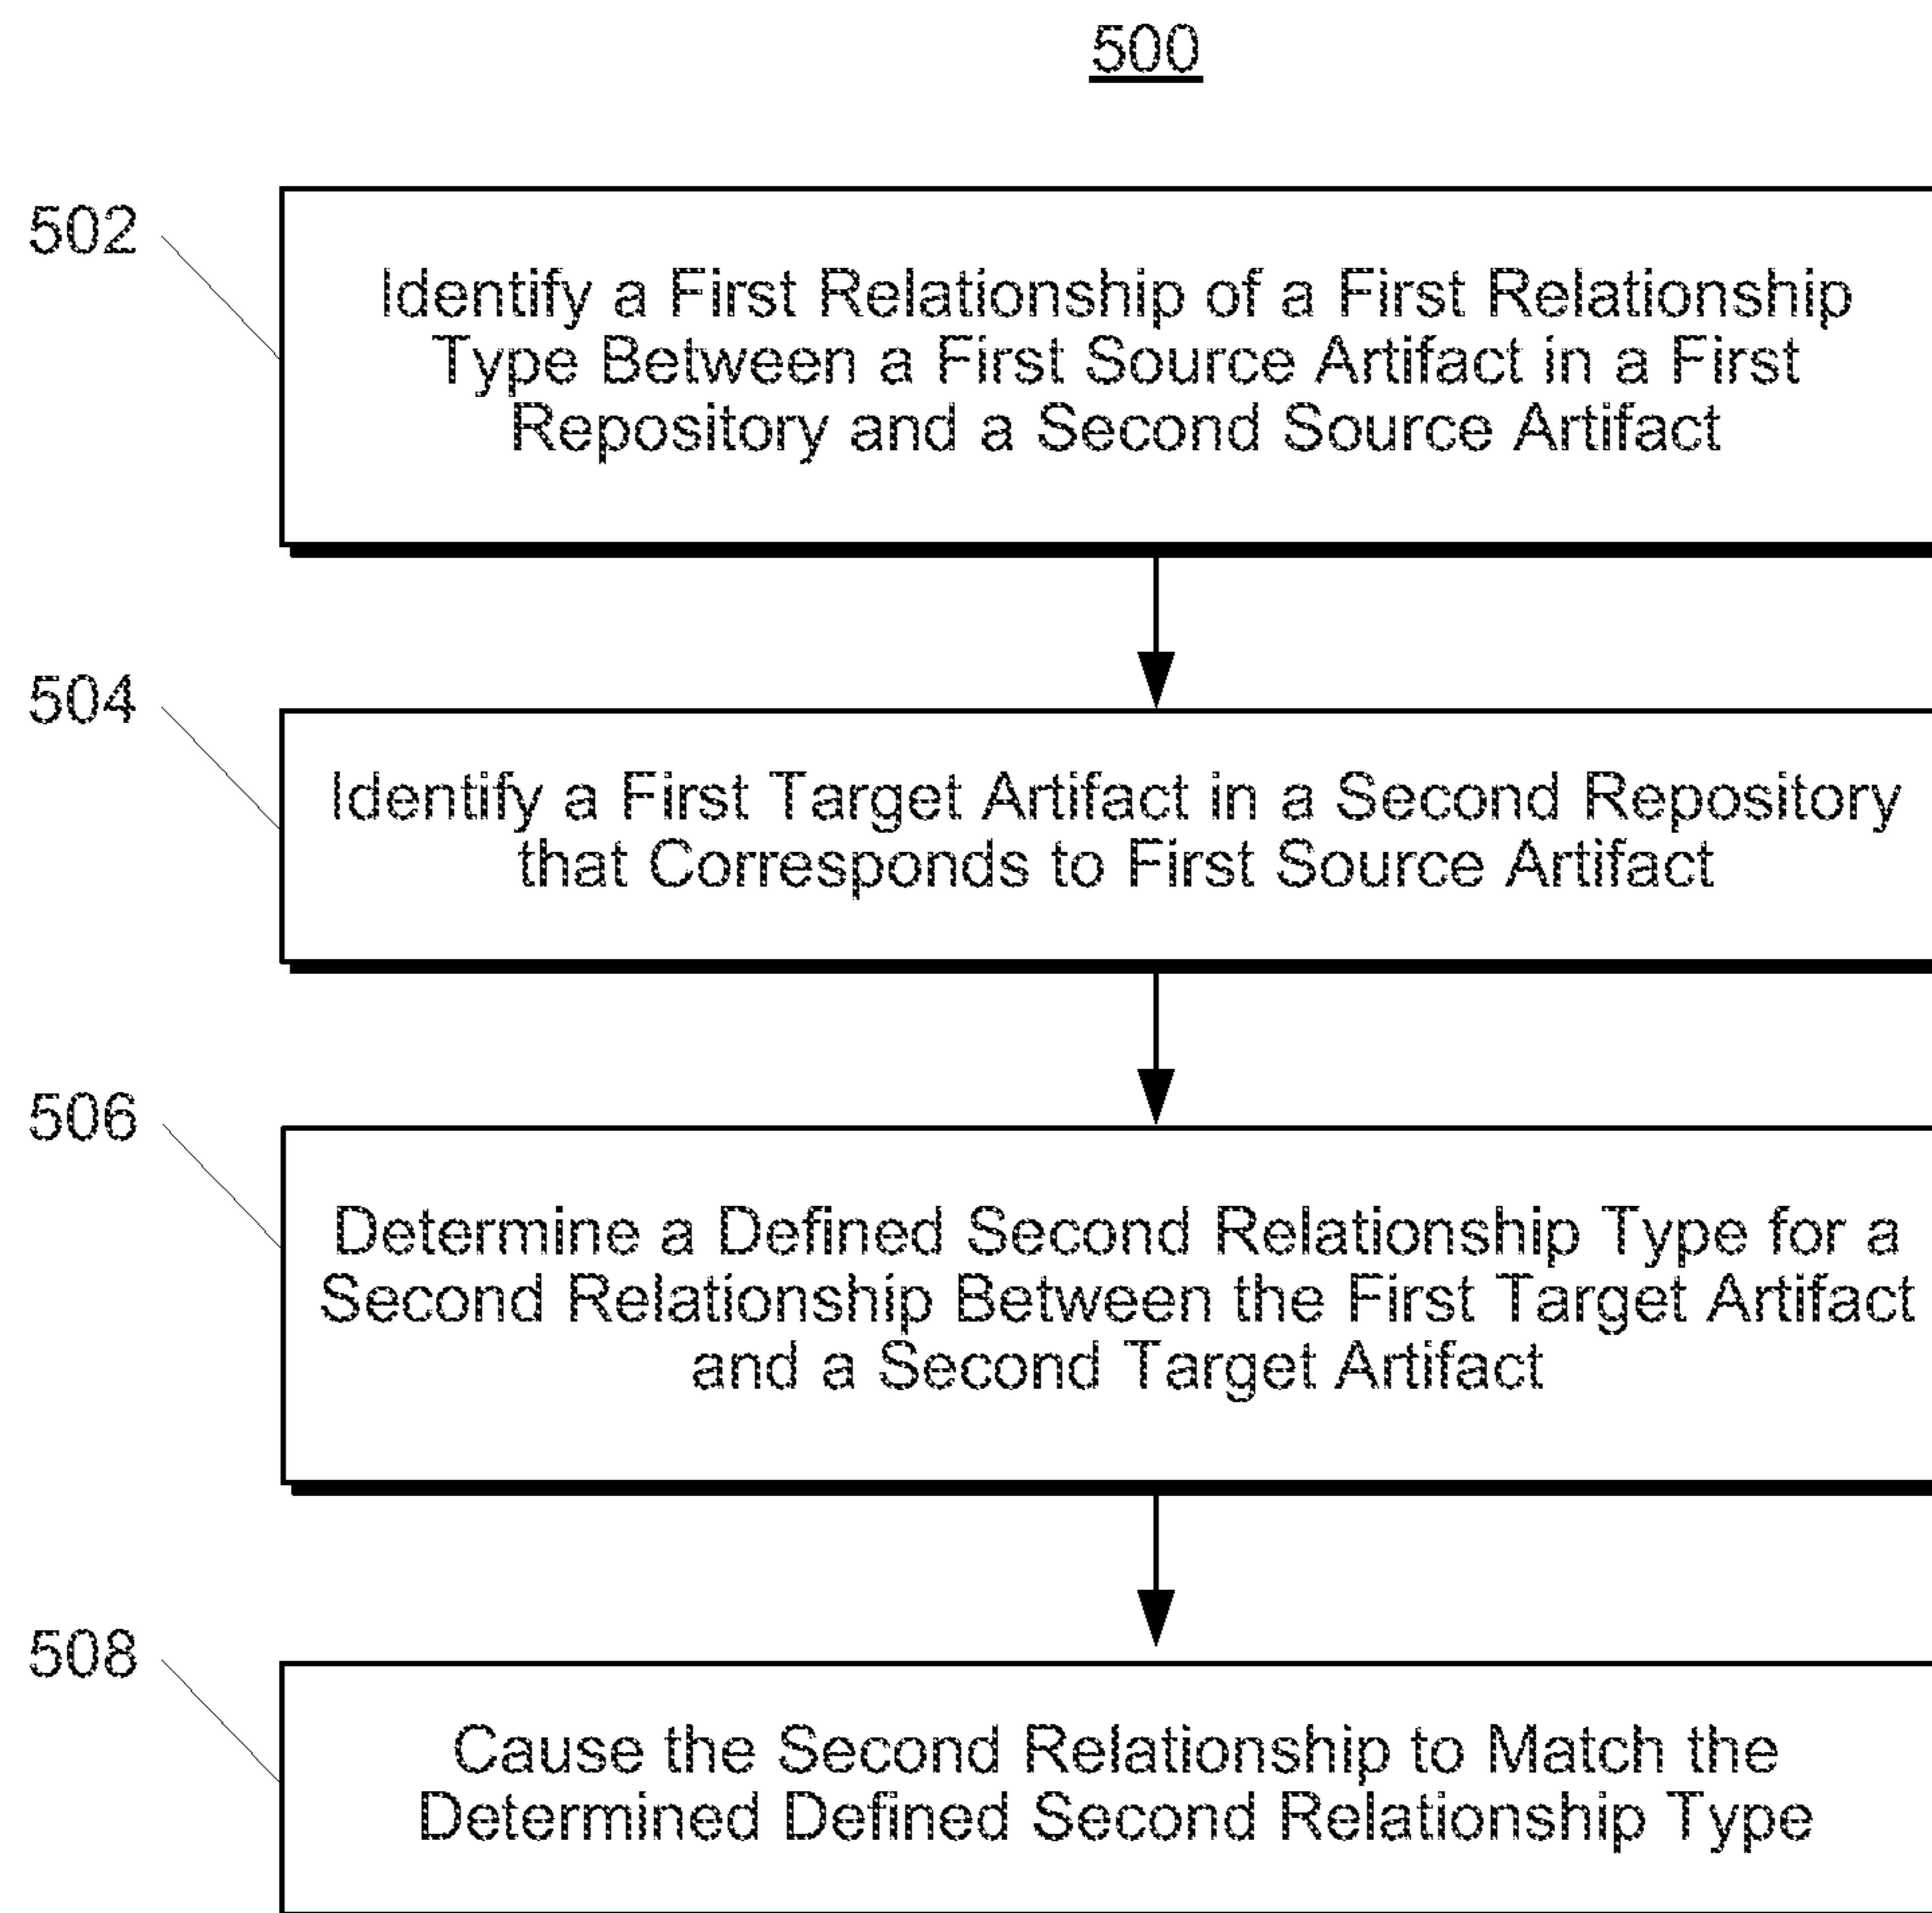 500
502
Identify a First Relationship of a First Relationship
Type Between a First Source Artifact in a First
Repository and a Second Source Artifact
504
Identify a First Target Artifact in a Second Repository
that Corresponds to First Source Artifact
506
Determine a Defined Second Relationship Type for a
Second Relationship Between the First Target Artifact
and a Second Target Artifact
508
Cause the Second Relationship to Match the
Determined Defined Second Relationship Type